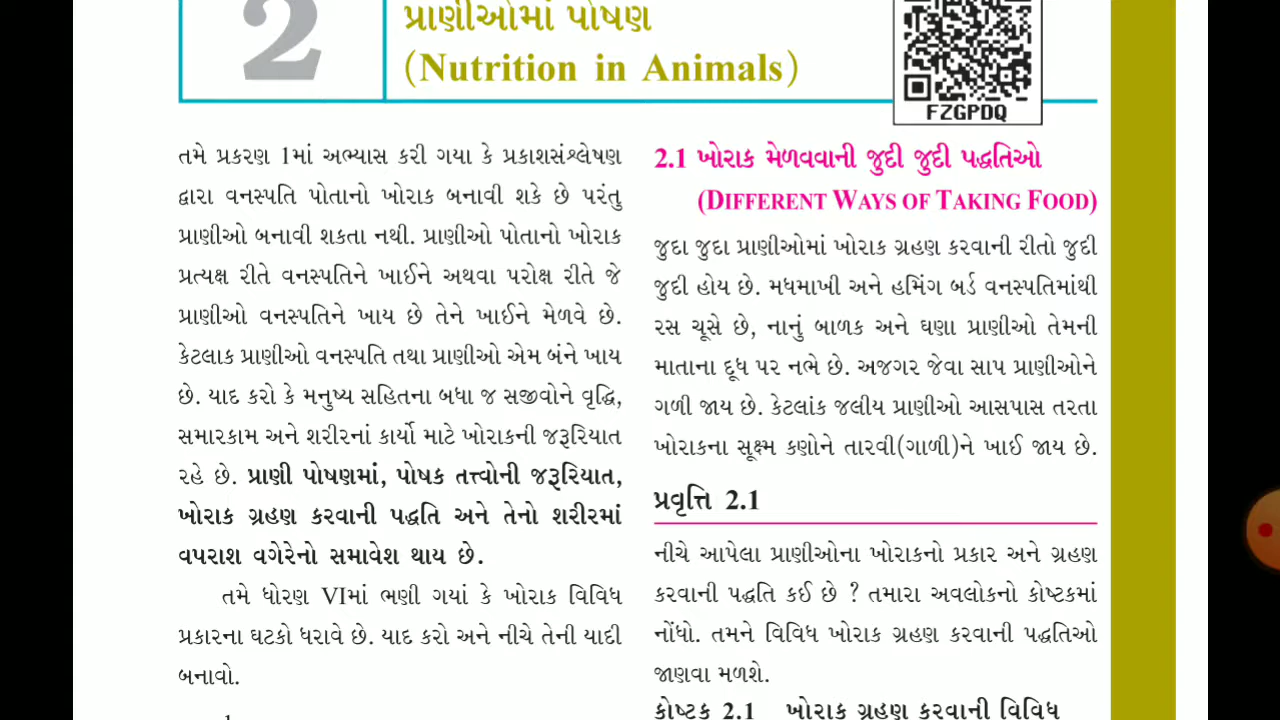 2
પ્રાણીઓમાં પોષણ
(Nutrition in Animals)
FZGPDQ
તમે પ્રકરણ 1માં અભ્યાસ કરી ગયા કે પ્રકાશસંશ્લેષણ
દ્વારા વનસ્પતિ પોતાનો ખોરાક બનાવી શકે છે પરંતુ
પ્રાણીઓ બનાવી શકતા નથી. પ્રાણીઓ પોતાનો ખોરાક
પ્રત્યક્ષ રીતે વનસ્પતિને ખાઈને અથવા પરોક્ષ રીતે જે
પ્રાણીઓ વનસ્પતિને ખાય છે તેને ખાઈને મેળવે છે.
કેટલાક પ્રાણીઓ વનસ્પતિ તથા પ્રાણીઓ એમ બંને ખાય
છે. યાદ કરો કે મનુષ્ય સહિતના બધા જ સજીવોને વૃદ્ધિ,
સમારકામ અને શરીરનાં કાર્યો માટે ખોરાકની જરૂરિયાત
રહે છે. પ્રાણી પોષણમાં, પોષક તત્ત્વોની જરૂરિયાત,
ખોરાક ગ્રહણ કરવાની પદ્ધતિ અને તેનો શરીરમાં
વપરાશ વગેરેનો સમાવેશ થાય છે.
તમે ધોરણ VIમાં ભણી ગયાં કે ખોરાક વિવિધ
પ્રકારના ઘટકો ધરાવે છે. યાદ કરો અને નીચે તેની યાદી
બનાવો.
2.1 ખોરાક મેળવવાની જુદી જુદી પદ્ધતિઓ
(DIFFERENT WAYS OF TAKING FOOD)
જુદા જુદા પ્રાણીઓમાં ખોરાક ગ્રહણ કરવાની રીતો જુદી
જુદી હોય છે. મધમાખી અને હમિંગ બર્ડ વનસ્પતિમાંથી
રસ ચૂસે છે, નાનું બાળક અને ઘણા પ્રાણીઓ તેમની
માતાના દૂધ પર નભે છે. અજગર જેવા સાપ પ્રાણીઓને
ગળી જાય છે. કેટલાંક જલીય પ્રાણીઓ આસપાસ તરતા
ખોરાકના સૂક્ષ્મ કણોને તારવી(ગાળી)ને ખાઈ જાય છે.
પ્રવૃત્તિ 2.1
નીચે આપેલા પ્રાણીઓના ખોરાકનો પ્રકાર અને ગ્રહણ
કરવાની પદ્ધતિ કઈ છે ? તમારા અવલોકનો કોષ્ટકમાં
નોંધો. તમને વિવિધ ખોરાક ગ્રહણ કરવાની પદ્ધતિઓ
જાણવા મળશે.
કોષ્ટક 2.1 ખોરાક ગ્રહણ કરવાની વિવિધ